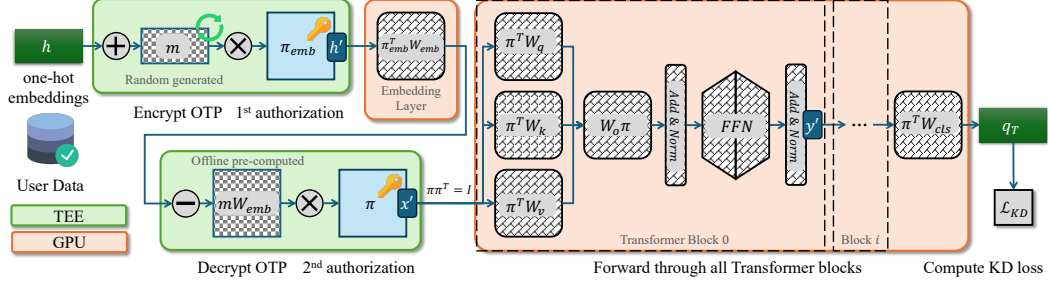 h
one-hot
embeddings
User Data
TEE
GPU
m
Random generated
π_emb
h′
Encrypt OTP 1st authorization
π^T_emb W_emb
Embedding
Layer
Offline pre-computed
mW_emb
π
x′
Decrypt OTP 2nd authorization
ππ^T = I
π^T W_q
π^T W_k
π^T W_v
W_o π
Add & Norm
FFN
Add & Norm
y′
Transformer Block 0
...
Block i
π^T W_cls
Forward through all Transformer blocks
q_T
ℒ_KD
Compute KD loss